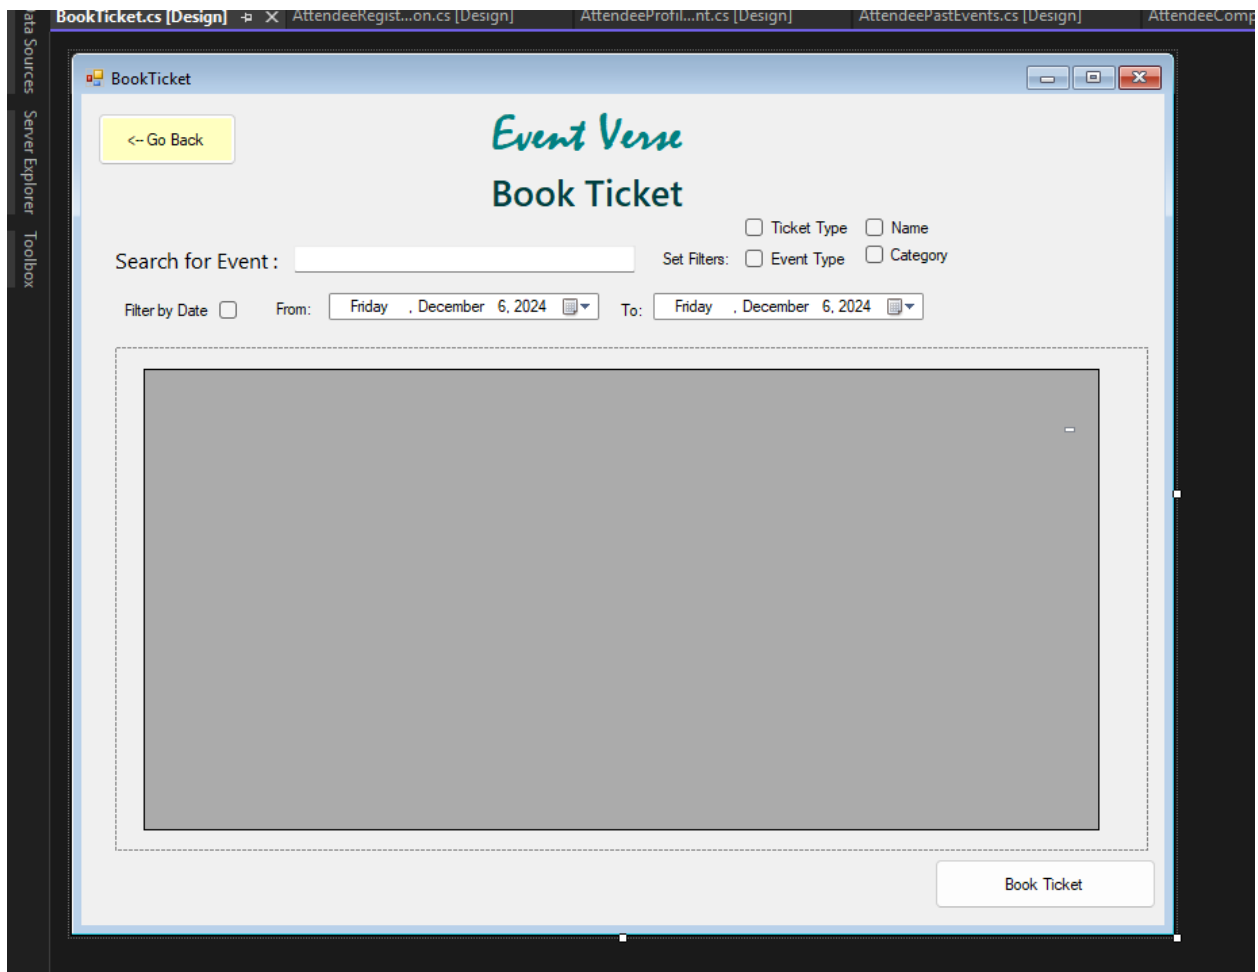 BookTicket.cs [Design] AttendeeRegist...on.cs [Design] AttendeeProfil...nt.cs [Design] AttendeePastEvents.cs [Design] AttendeeComp
Data Sources
Server Explorer
Toolbox
BookTicket
<-- Go Back
Event Verse
Book Ticket
Ticket Type Name
Search for Event : Set Filters: Event Type Category
Filter by Date From: Friday , December 6, 2024 To: Friday , December 6, 2024
Book Ticket